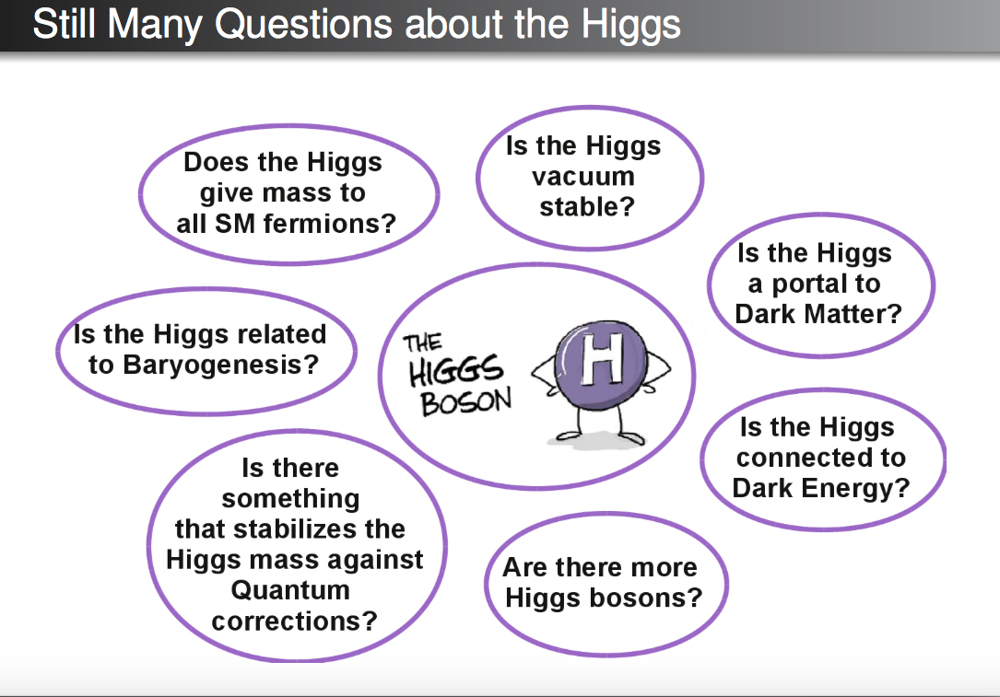 Still Many Questions about the Higgs
Does the Higgs
give mass to
all SM fermions?
Is the Higgs
vacuum
stable?
Is the Higgs
a portal to
Dark Matter?
Is the Higgs related
to Baryogenesis?
THE
HIGGS
BOSON
H
Is the Higgs
connected to
Dark Energy?
Is there
something
that stabilizes the
Higgs mass against
Quantum
corrections?
Are there more
Higgs bosons?